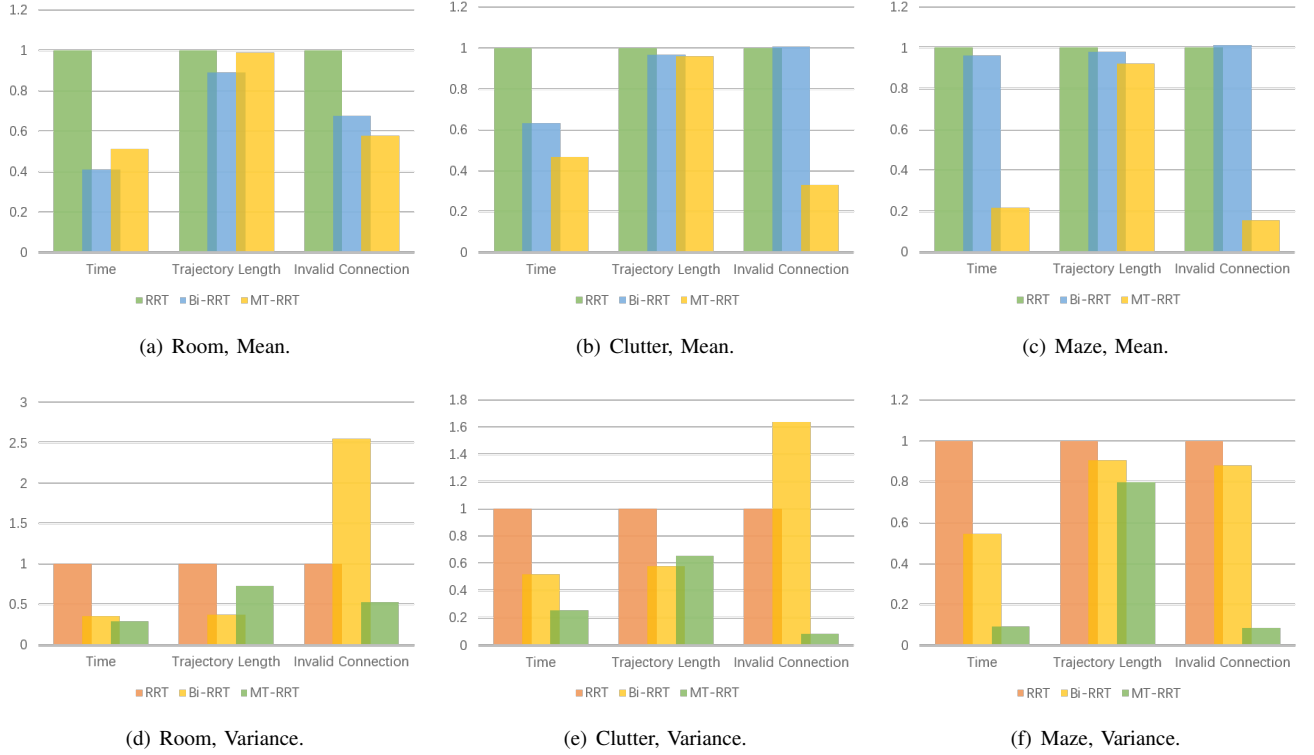 1.2
1
0.8
0.6
0.4
0.2
0
Time Trajectory Length Invalid Connection
RRT Bi-RRT MT-RRT
(a) Room, Mean.
1.2
1
0.8
0.6
0.4
0.2
0
Time Trajectory Length Invalid Connection
RRT Bi-RRT MT-RRT
(b) Clutter, Mean.
1.2
1
0.8
0.6
0.4
0.2
0
Time Trajectory Length Invalid Connection
RRT Bi-RRT MT-RRT
(c) Maze, Mean.
3
2.5
2
1.5
1
0.5
0
Time Trajectory Length Invalid Connection
RRT Bi-RRT MT-RRT
(d) Room, Variance.
1.8
1.6
1.4
1.2
1
0.8
0.6
0.4
0.2
0
Time Trajectory Length Invalid Connection
RRT Bi-RRT MT-RRT
(e) Clutter, Variance.
1.2
1
0.8
0.6
0.4
0.2
0
Time Trajectory Length Invalid Connection
RRT Bi-RRT MT-RRT
(f) Maze, Variance.